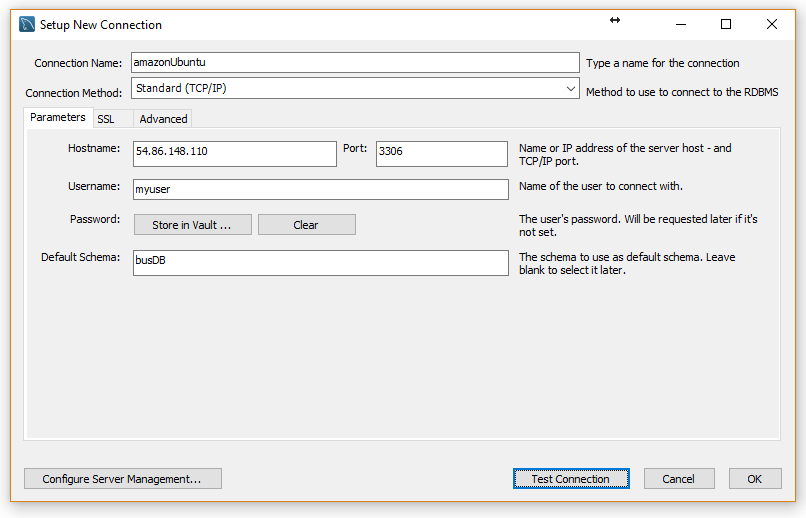 Setup New Connection
Connection Name: amazonUbuntu Type a name for the connection
Connection Method: Standard (TCP/IP) Method to use to connect to the RDBMS
Parameters SSL Advanced
Hostname: 54.86.148.110 Port: 3306 Name or IP address of the server host - and
TCP/IP port.
Username: myuser Name of the user to connect with.
Password: Store in Vault ... Clear The user's password. Will be requested later if it's
not set.
Default Schema: busDB The schema to use as default schema. Leave
blank to select it later.
Configure Server Management... Test Connection Cancel OK